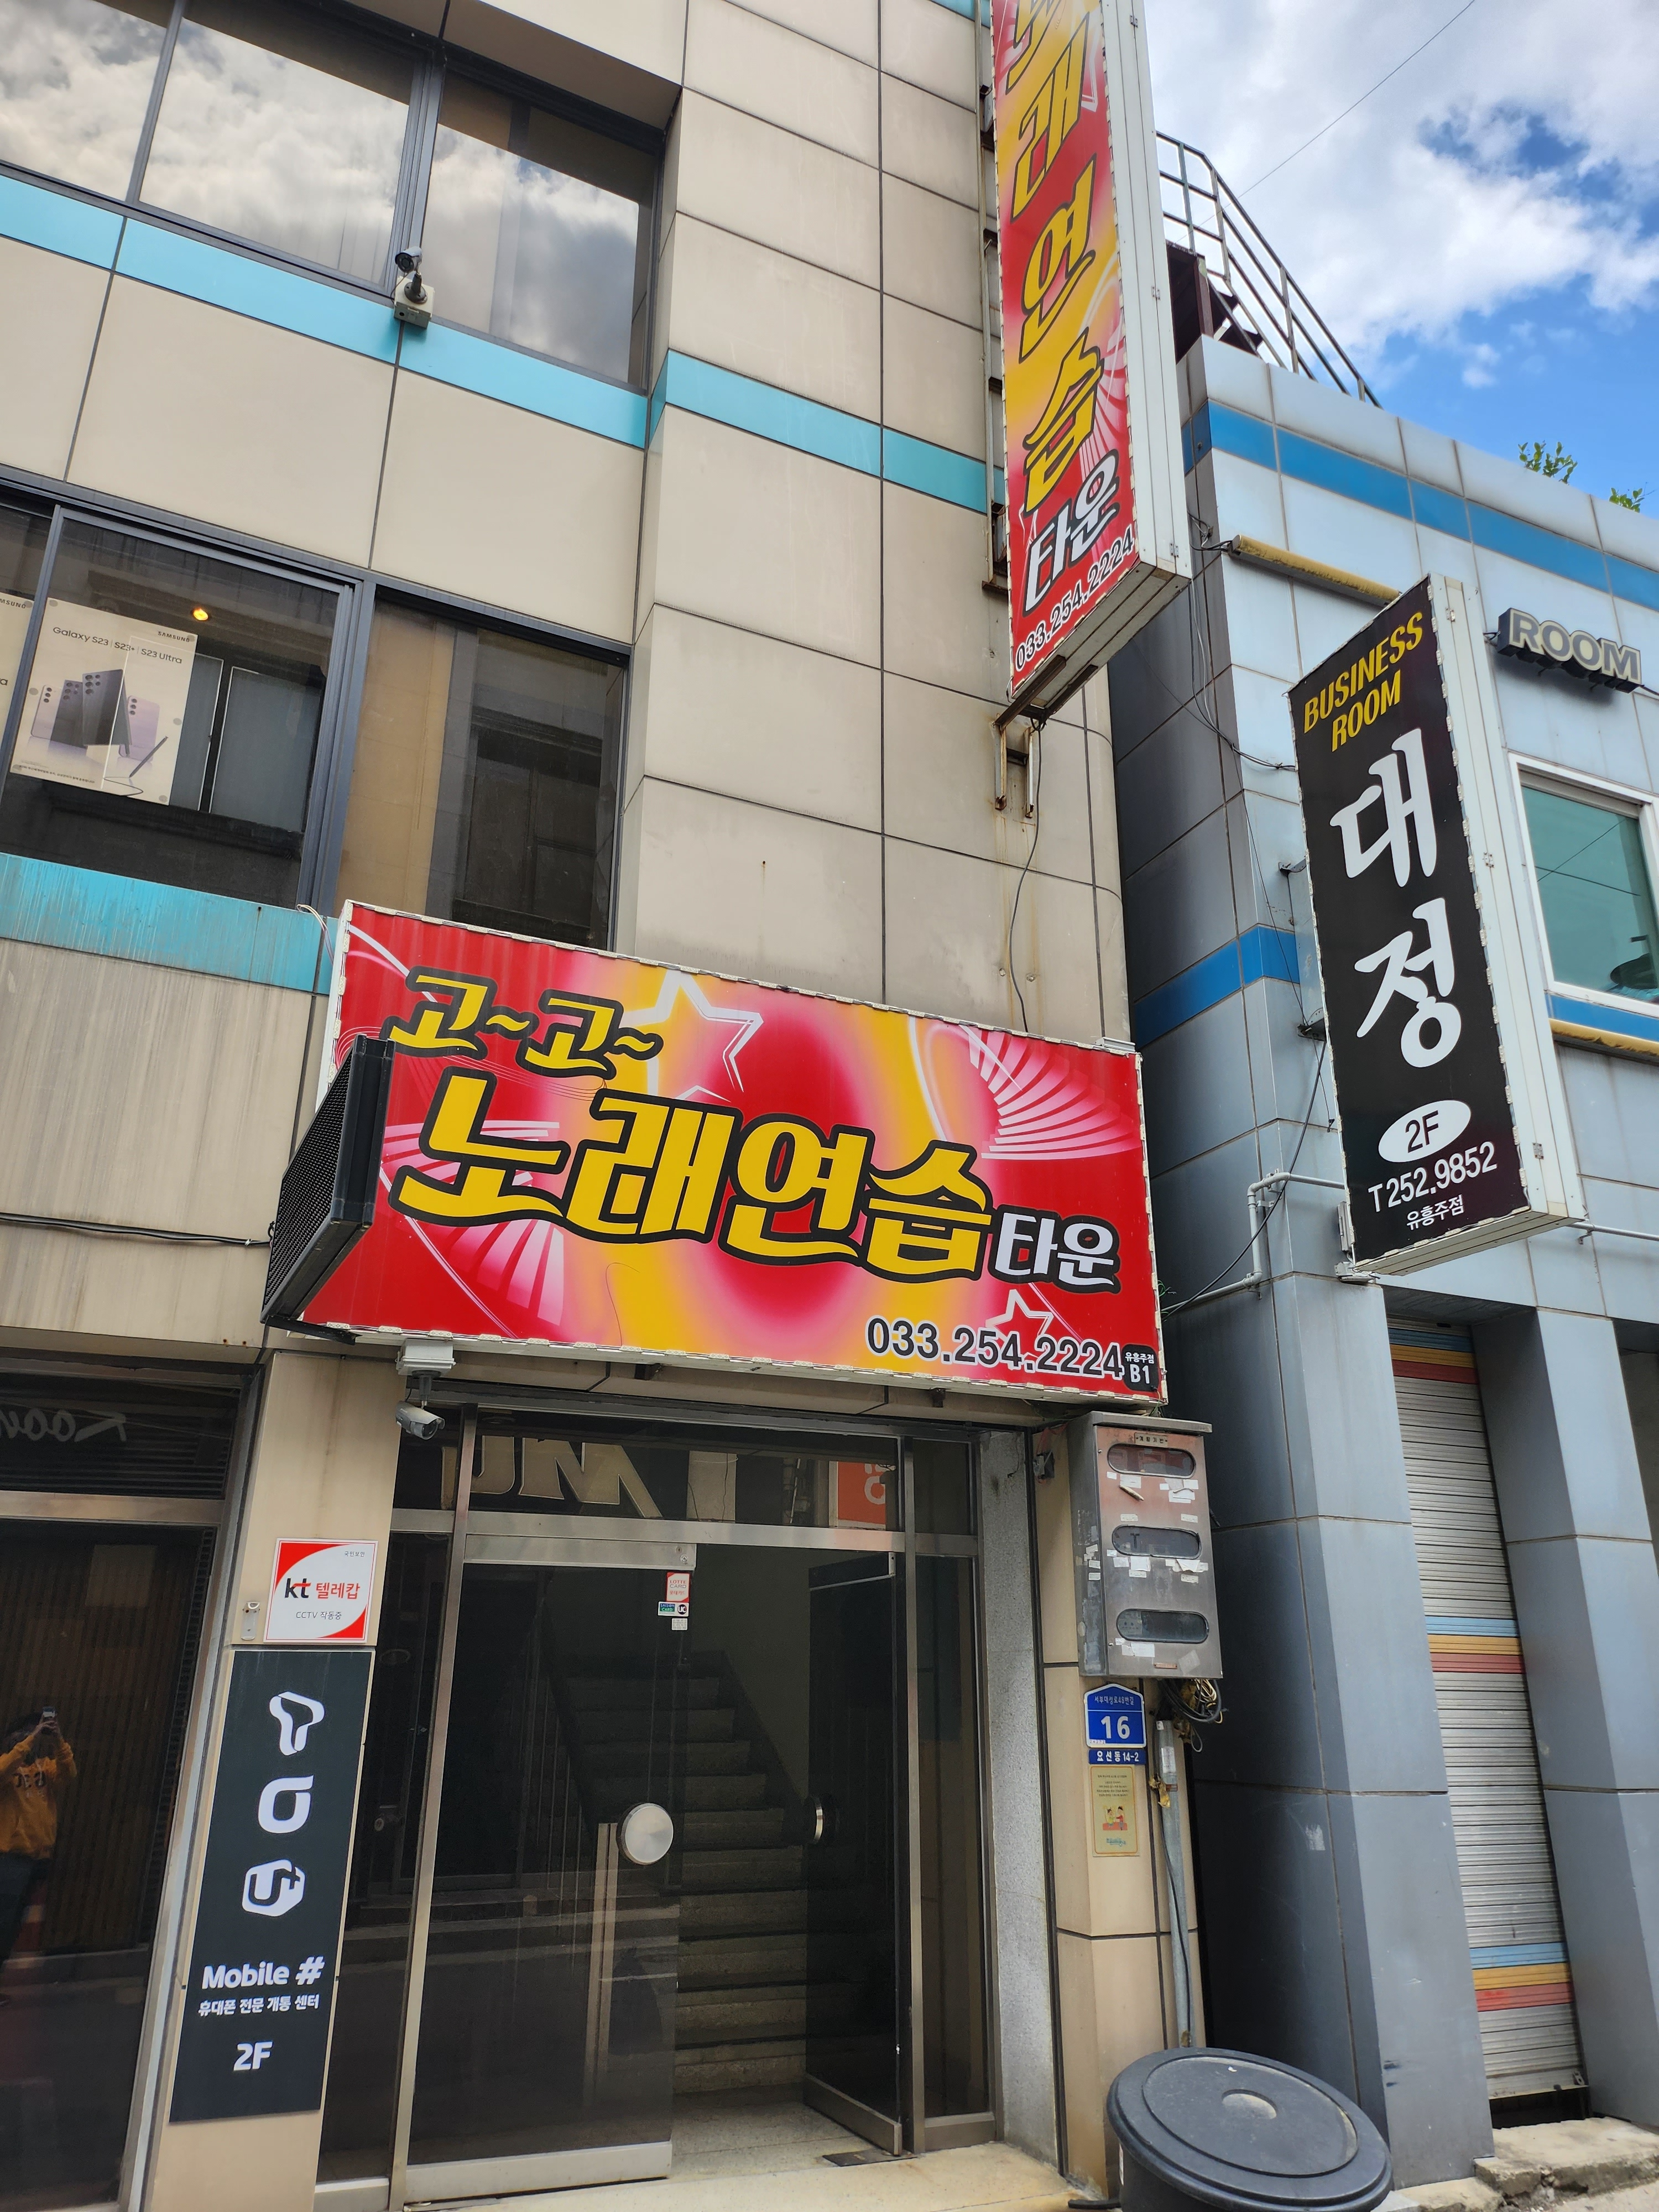 래연습
타운
033.254.2224
SAMSUNG
Galaxy S23 | S23+ | S23 Ultra
BUSINESS
ROOM
대정
2F
T 252.9852
유흥주점
ROOM
고~고~
노래연습타운
033.254.2224
유흥주점
B1
kt 텔레캅
CCTV 작동중
Mobile #
휴대폰 전문 개통 센터
2F
16
요선동 14-2